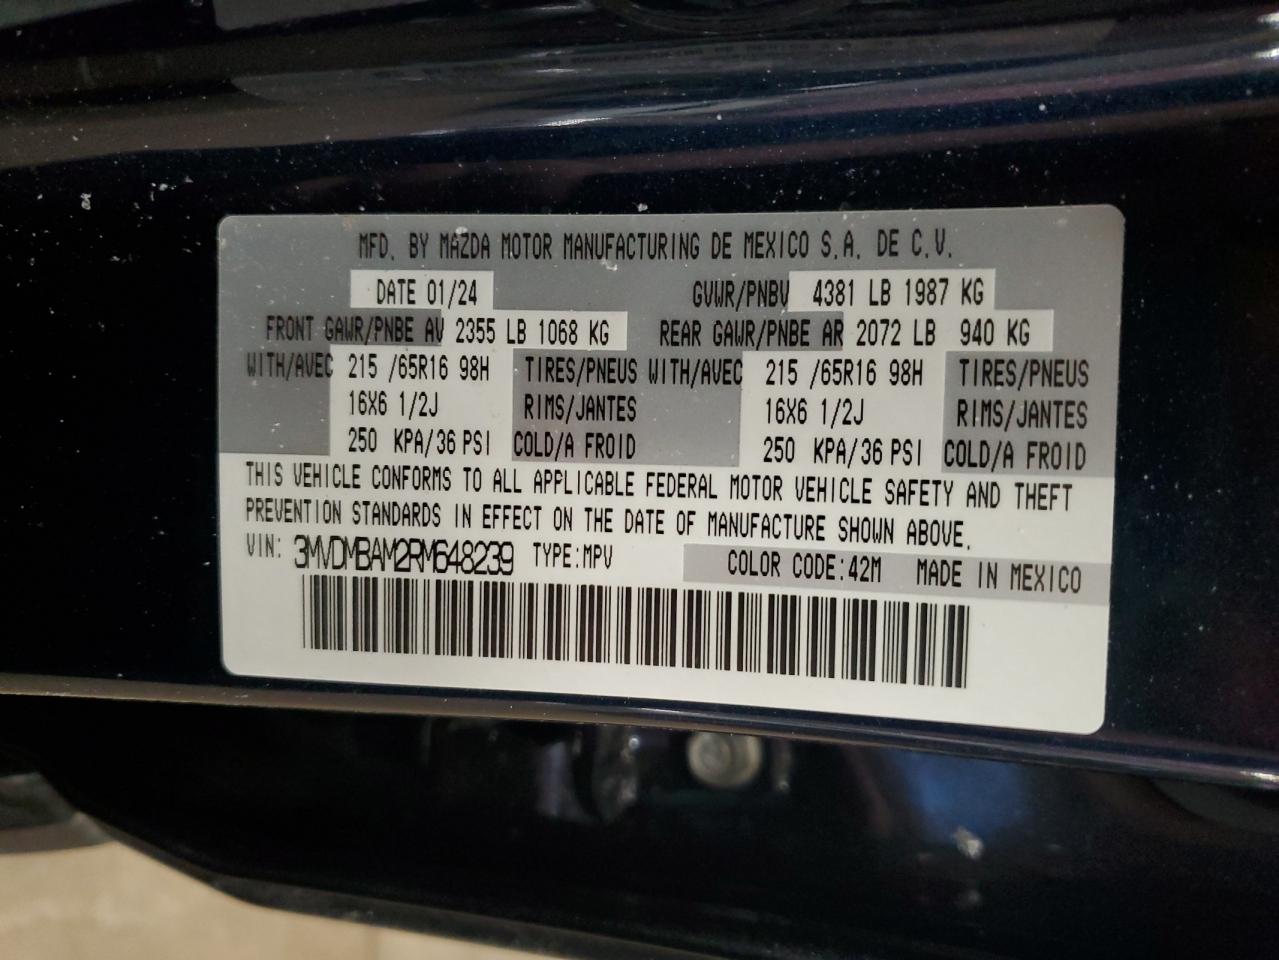 MFD. BY MAZDA MOTOR MANUFACTURING DE MEXICO S.A. DE C.V.
DATE 01/24 GVWR/PNBV 4381 LB 1987 KG
FRONT GAWR/PNBE AV 2355 LB 1068 KG REAR GAWR/PNBE AR 2072 LB 940 KG
WITH/AVEC 215 /65R16 98H TIRES/PNEUS WITH/AVEC 215 /65R16 98H TIRES/PNEUS
16X6 1/2J RIMS/JANTES 16X6 1/2J RIMS/JANTES
250 KPA/36 PSI COLD/A FROID 250 KPA/36 PSI COLD/A FROID
THIS VEHICLE CONFORMS TO ALL APPLICABLE FEDERAL MOTOR VEHICLE SAFETY AND THEFT
PREVENTION STANDARDS IN EFFECT ON THE DATE OF MANUFACTURE SHOWN ABOVE.
VIN: 3MVDMBAM2RM648239 TYPE:MPV COLOR CODE:42M MADE IN MEXICO